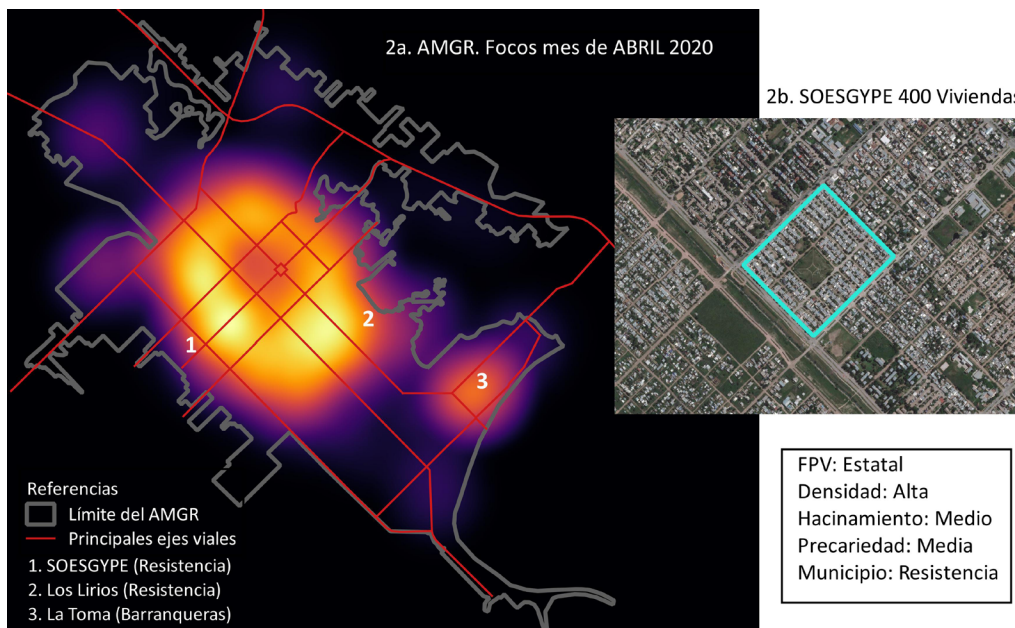 2a. AMGR. Focos mes de ABRIL 2020
2b. SOESGYPE 400 Viviendas
1
2
3
Referencias
Límite del AMGR
Principales ejes viales
1. SOESGYPE (Resistencia)
2. Los Lirios (Resistencia)
3. La Toma (Barranqueras)
FPV: Estatal
Densidad: Alta
Hacinamiento: Medio
Precariedad: Media
Municipio: Resistencia